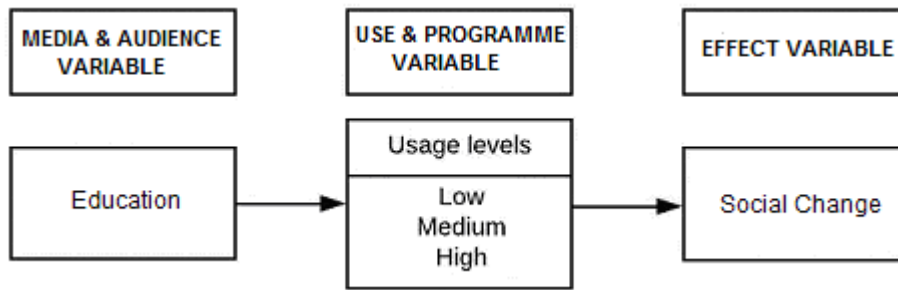 MEDIA & AUDIENCE
VARIABLE
USE & PROGRAMME
VARIABLE
EFFECT VARIABLE
Education
Usage levels
Low
Medium
High
Social Change